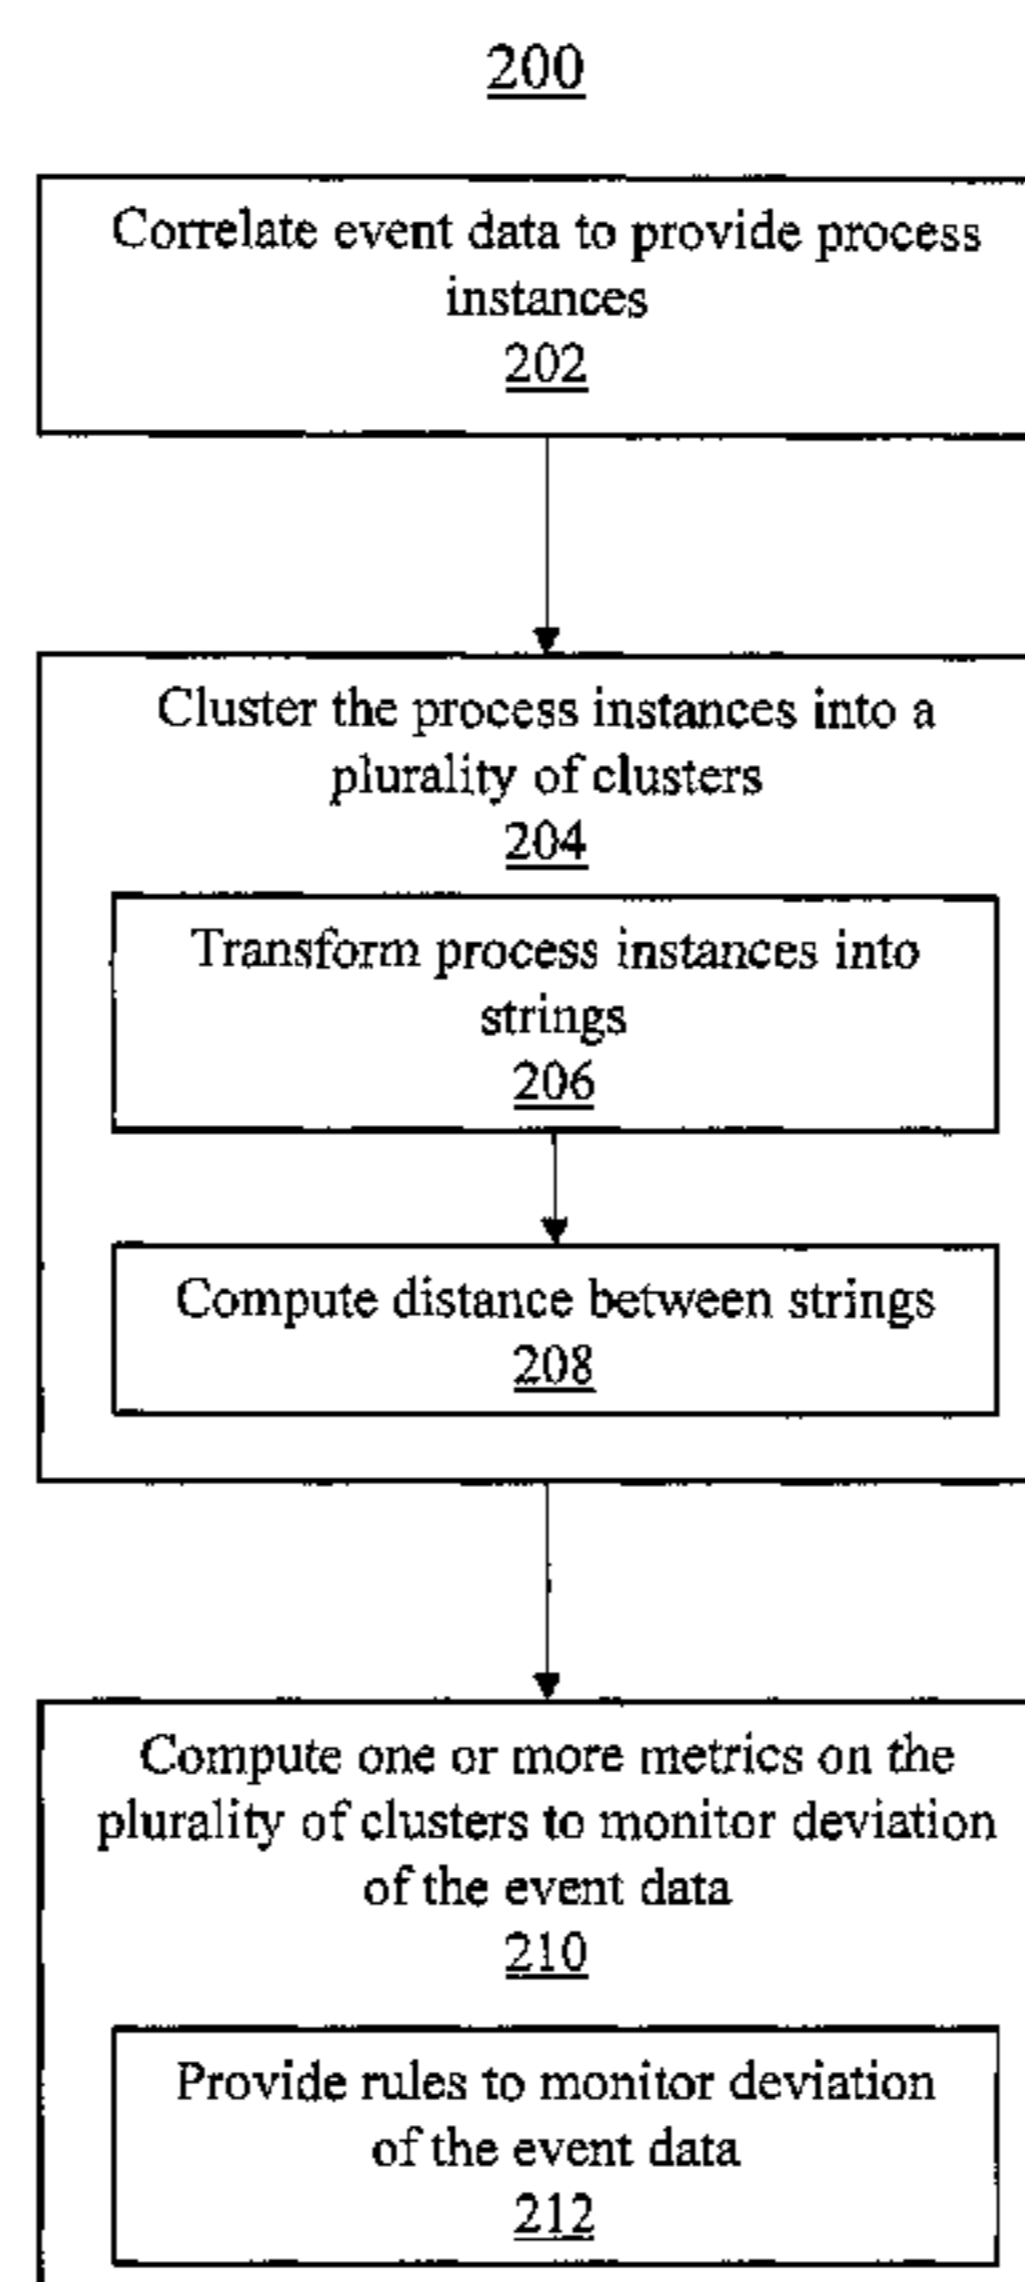 200
Correlate event data to provide process
instances
202
Cluster the process instances into a
plurality of clusters
204
Transform process instances into
strings
206
Compute distance between strings
208
Compute one or more metrics on the
plurality of clusters to monitor deviation
of the event data
210
Provide rules to monitor deviation
of the event data
212